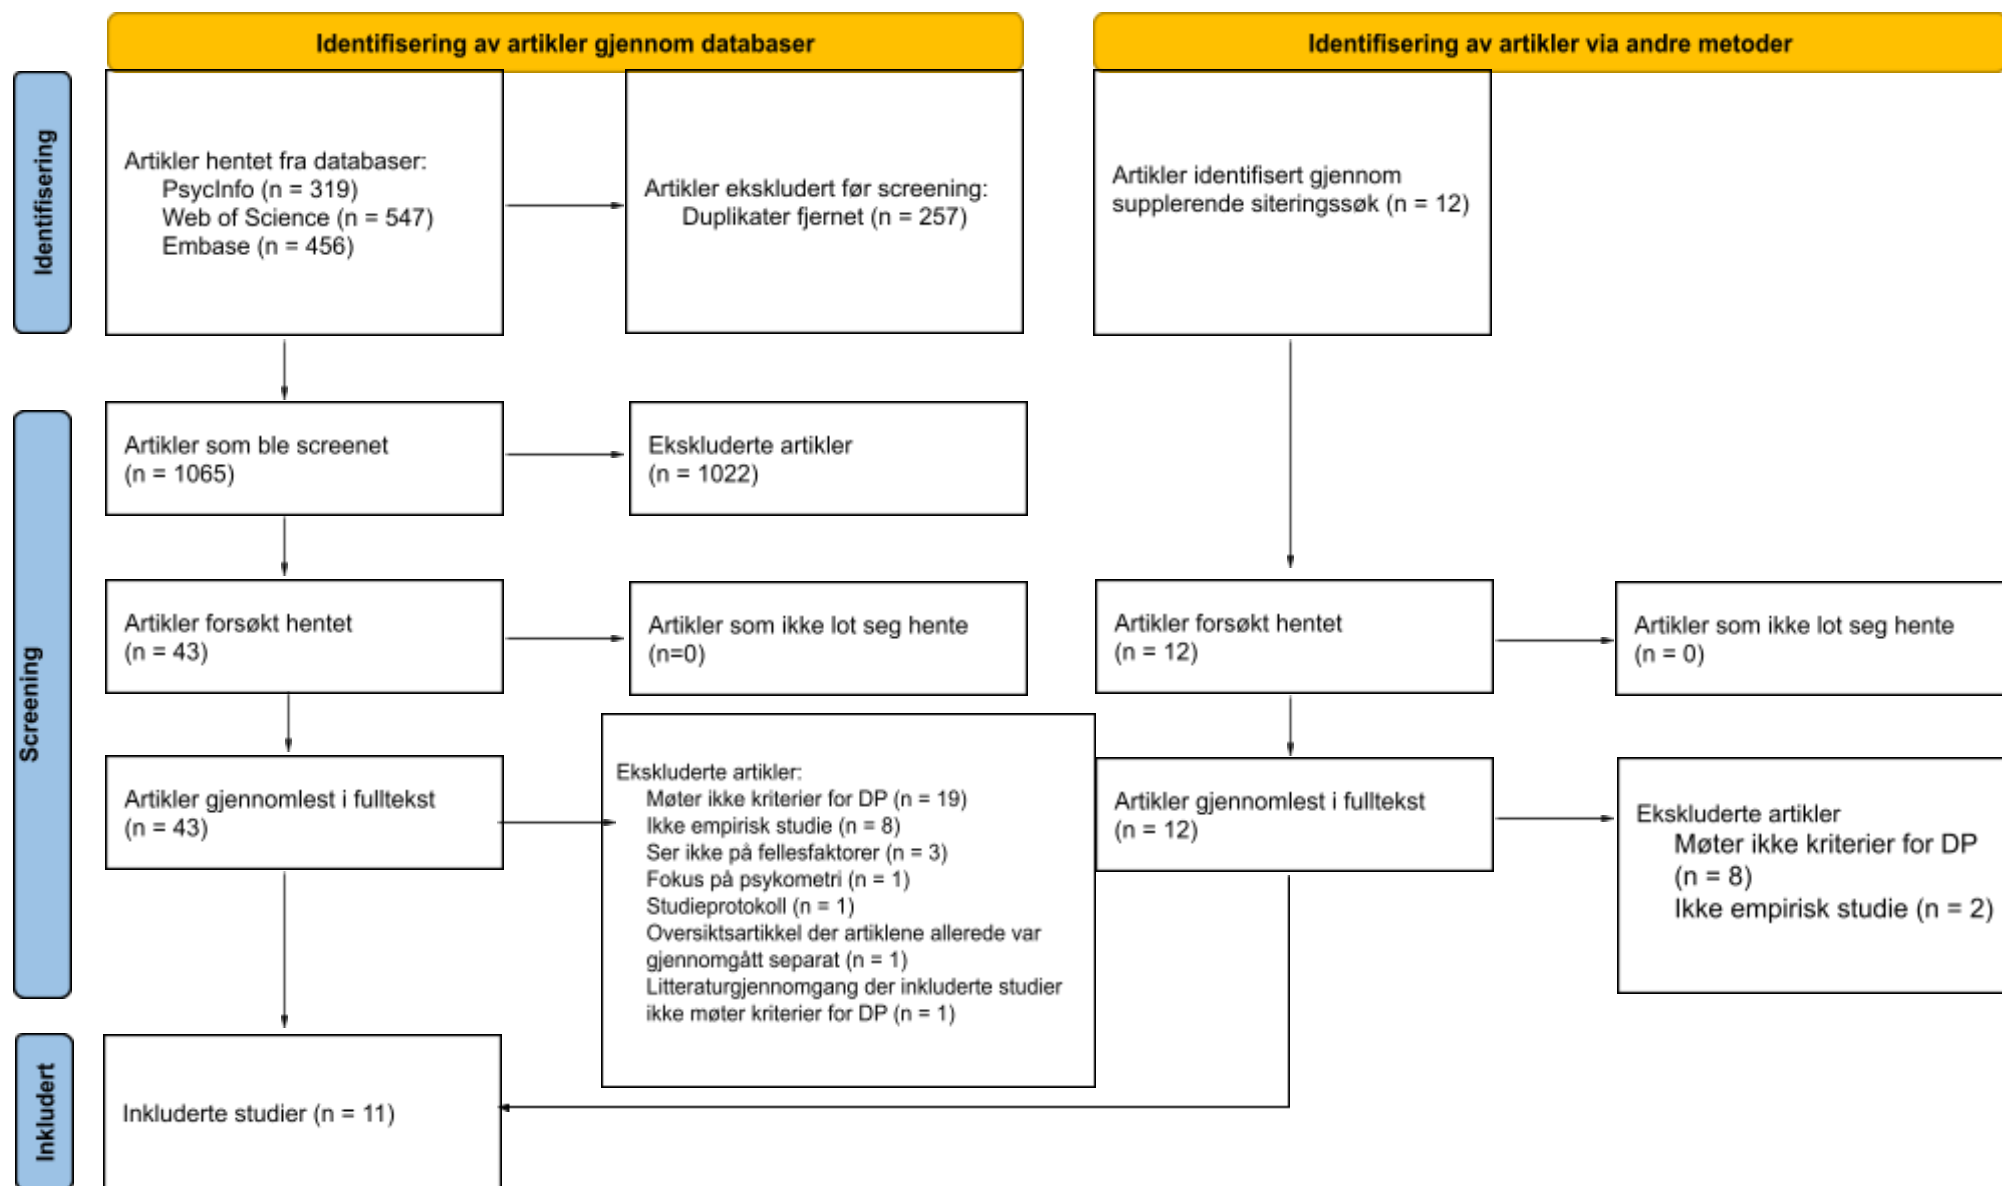 Identifisering av artikler gjennom databaser
Identifisering av artikler via andre metoder
Identifisering
Artikler hentet fra databaser:
PsycInfo (n = 319)
Web of Science (n = 547)
Embase (n = 456)
Artikler ekskludert før screening:
Duplikater fjernet (n = 257)
Artikler identifisert gjennom
supplerende siteringssøk (n = 12)
Screening
Artikler som ble screenet
(n = 1065)
Ekskluderte artikler
(n = 1022)
Artikler forsøkt hentet
(n = 43)
Artikler som ikke lot seg hente
(n=0)
Artikler forsøkt hentet
(n = 12)
Artikler som ikke lot seg hente
(n = 0)
Artikler gjennomlest i fulltekst
(n = 43)
Ekskluderte artikler:
Møter ikke kriterier for DP (n = 19)
Ikke empirisk studie (n = 8)
Ser ikke på fellesfaktorer (n = 3)
Fokus på psykometri (n = 1)
Studieprotokoll (n = 1)
Oversiktsartikkel der artiklene allerede var
gjennomgått separat (n = 1)
Litteraturgjennomgang der inkluderte studier
ikke møter kriterier for DP (n = 1)
Artikler gjennomlest i fulltekst
(n = 12)
Ekskluderte artikler
Møter ikke kriterier for DP
(n = 8)
Ikke empirisk studie (n = 2)
Inkludert
Inkluderte studier (n = 11)